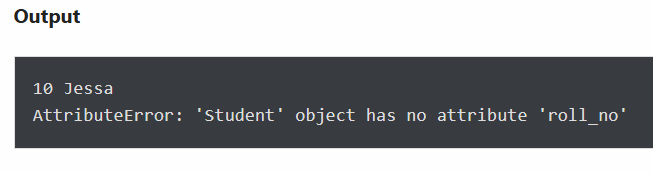 Output
10 Jessa
AttributeError: 'Student' object has no attribute 'roll_no'